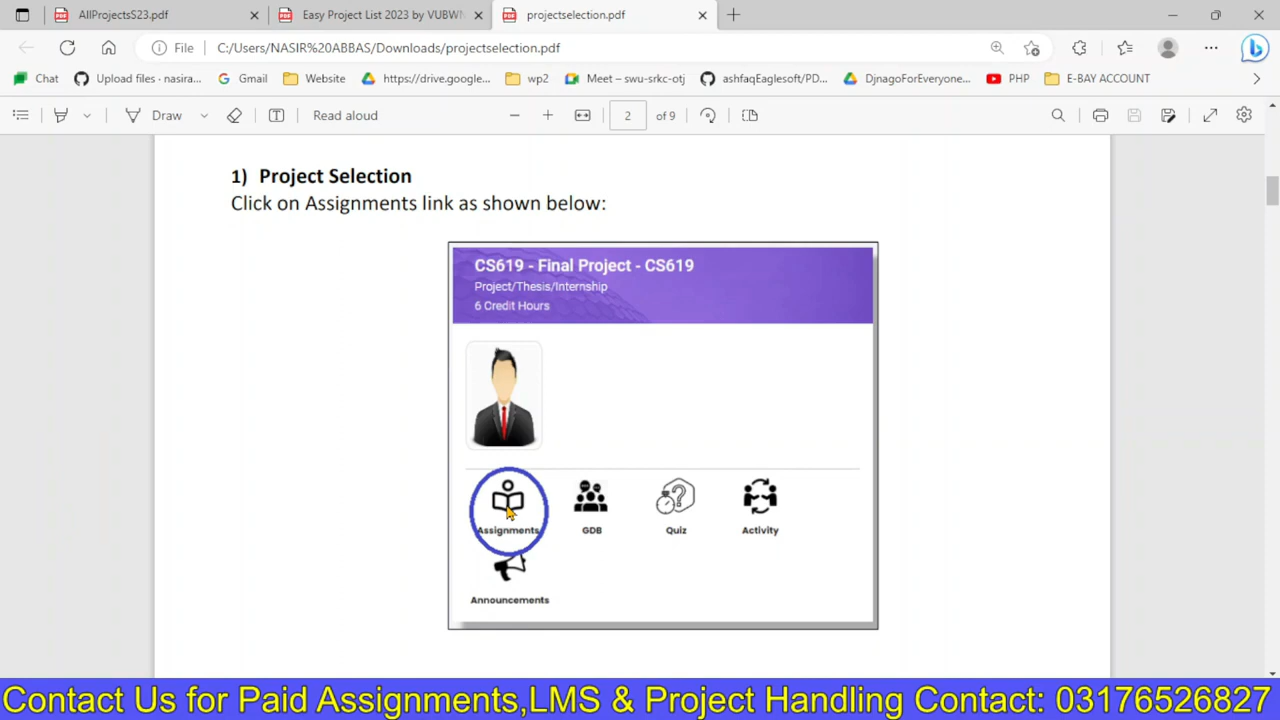 AllProjectsS23.pdf
Easy Project List 2023 by VUBWN
projectselection.pdf
File
C:/Users/NASIR%20ABBAS/Downloads/projectselection.pdf
Chat
Upload files · nasira...
Gmail
Website
https://drive.google...
wp2
Meet – swu-srkc-otj
ashfaqEaglesoft/PD...
DjnagoForEveryone...
PHP
E-BAY ACCOUNT
Draw
Read aloud
2 of 9
1) Project Selection
Click on Assignments link as shown below:
CS619 - Final Project - CS619
Project/Thesis/Internship
6 Credit Hours
Assignments
GDB
Quiz
Activity
Announcements
Contact Us for Paid Assignments,LMS & Project Handling Contact: 03176526827